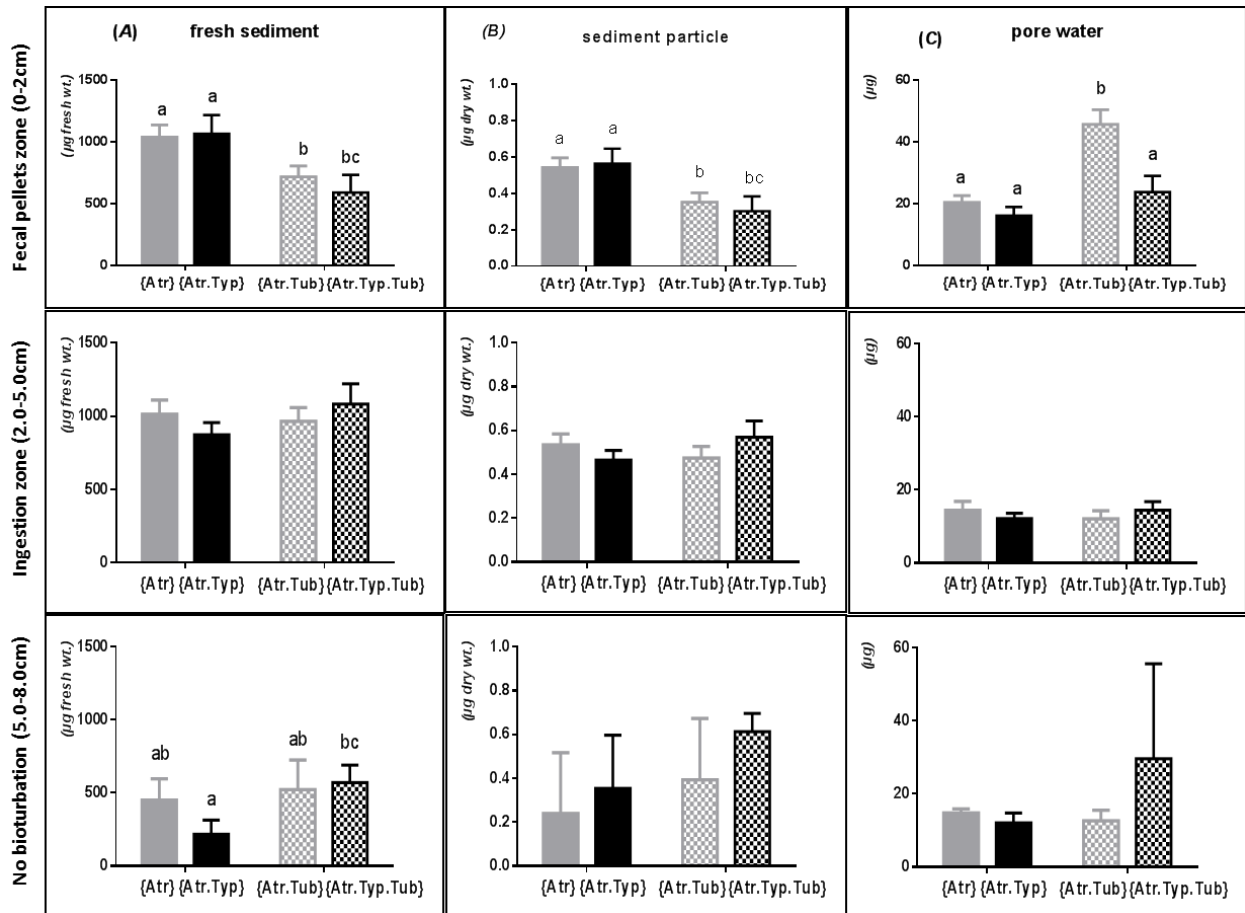 (A) fresh sediment
(B) sediment particle
(C) pore water
Fecal pellets zone (0-2cm)
(µg fresh wt.)
1500
1000
500
0
a
a
b
bc
{Atr} {Atr.Typ} {Atr.Tub} {Atr.Typ.Tub}
(µg dry wt.)
1.0
0.8
0.6
0.4
0.2
0.0
a
a
b
bc
{Atr} {Atr.Typ} {Atr.Tub} {Atr.Typ.Tub}
(µg)
60
40
20
0
a
a
b
a
{Atr} {Atr.Typ} {Atr.Tub} {Atr.Typ.Tub}
Ingestion zone (2.0-5.0cm)
(µg fresh wt.)
1500
1000
500
0
{Atr} {Atr.Typ} {Atr.Tub} {Atr.Typ.Tub}
(µg dry wt.)
1.0
0.8
0.6
0.4
0.2
0.0
{Atr} {Atr.Typ} {Atr.Tub} {Atr.Typ.Tub}
(µg)
60
40
20
0
{Atr} {Atr.Typ} {Atr.Tub} {Atr.Typ.Tub}
No bioturbation (5.0-8.0cm)
(µg fresh wt.)
1500
1000
500
0
ab
a
ab
bc
{Atr} {Atr.Typ} {Atr.Tub} {Atr.Typ.Tub}
(µg dry wt.)
1.0
0.8
0.6
0.4
0.2
0.0
{Atr} {Atr.Typ} {Atr.Tub} {Atr.Typ.Tub}
(µg)
60
40
20
0
{Atr} {Atr.Typ} {Atr.Tub} {Atr.Typ.Tub}